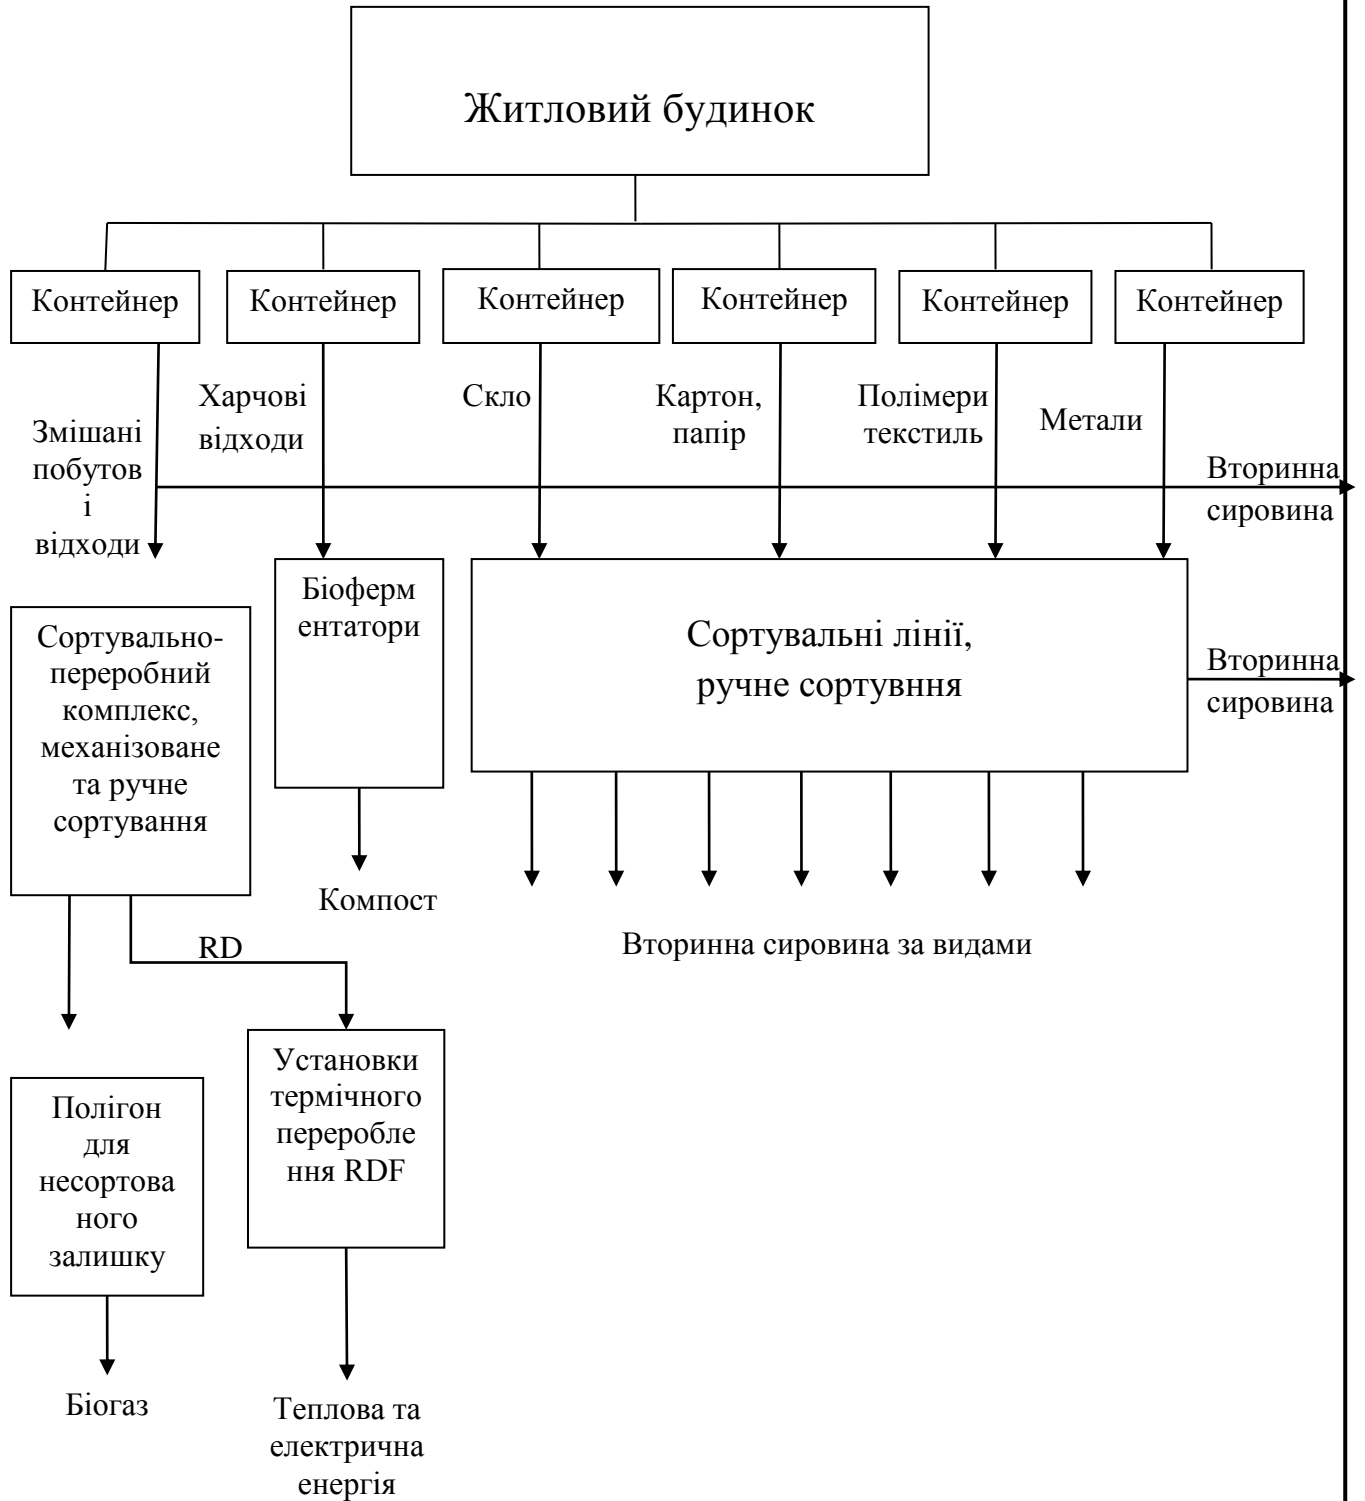 Житловий будинок
Контейнер
Контейнер
Контейнер
Контейнер
Контейнер
Контейнер
Змішані
побутов
і
відходи
Харчові
відходи
Скло
Картон,
папір
Полімери
текстиль
Метали
Вторинна
сировина
Сортувально-
переробний
комплекс,
механізоване
та ручне
сортування
Біоферм
ентатори
Сортувальні лінії,
ручне сортувння
Вторинна
сировина
Компост
RD
Вторинна сировина за видами
Полігон
для
несортова
ного
залишку
Установки
термічного
переробле
ння RDF
Біогаз
Теплова та
електрична
енергія